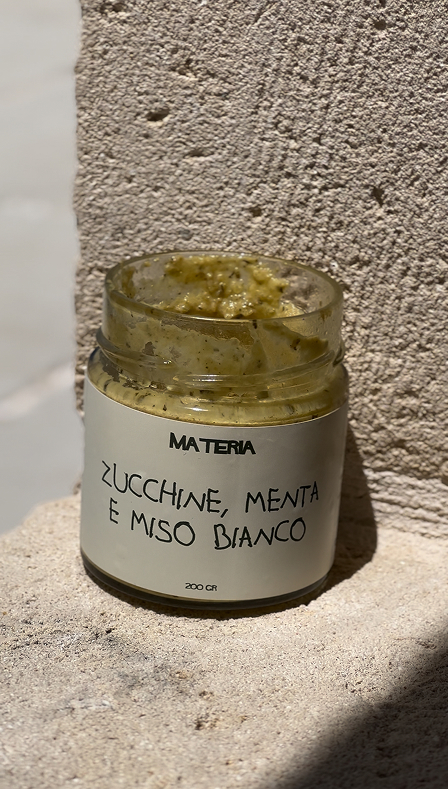 MATERIA
ZUCCHINE, MENTA
E MISO BIANCO
200 GR